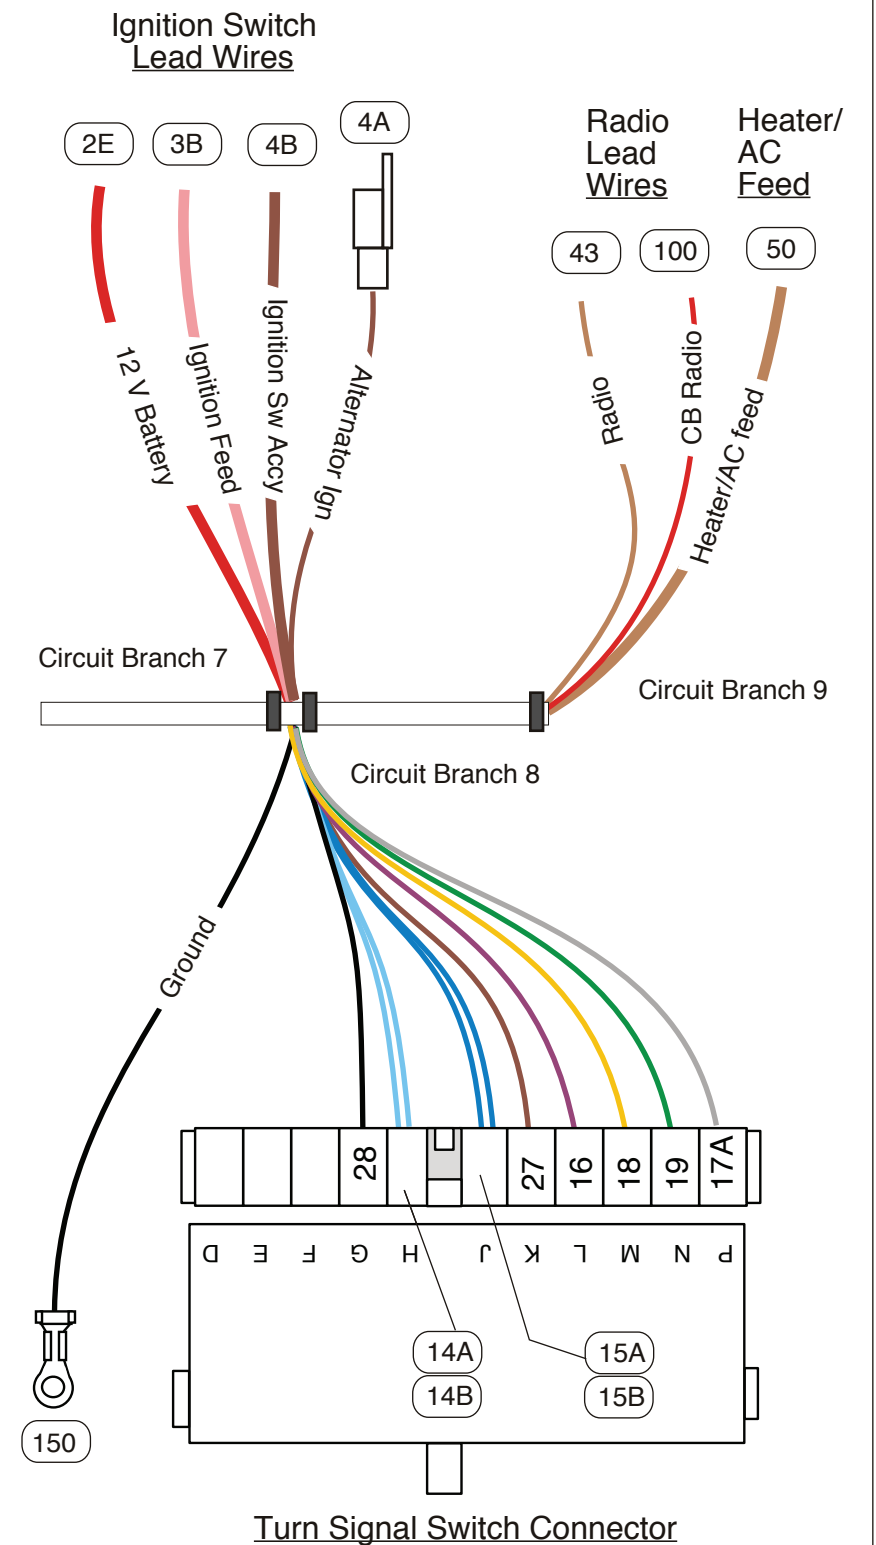 Ignition Switch
Lead Wires
2E
3B
4B
4A
Radio
Lead
Wires
Heater/
AC
Feed
43
100
50
12 V Battery
Ignition Feed
Ignition Sw Accy
Alternator Ign
Radio
CB Radio
Heater/AC feed
Circuit Branch 7
Circuit Branch 9
Circuit Branch 8
Ground
28
27
16
18
19
17A
D E F G H J K L M N P
14A
14B
15A
15B
150
Turn Signal Switch Connector